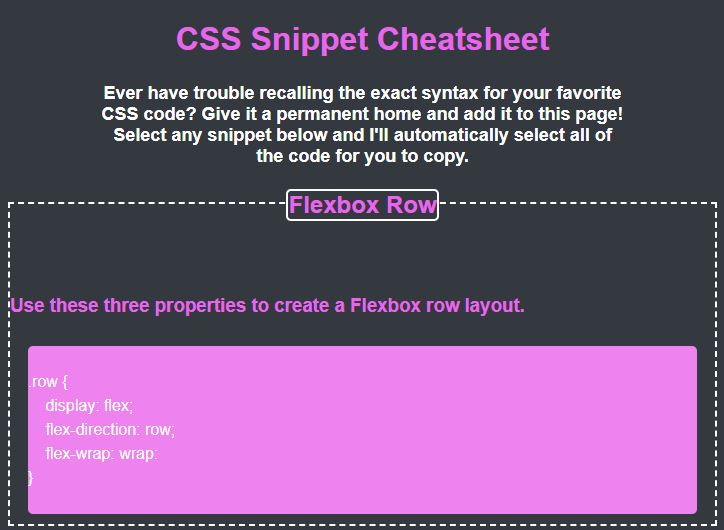 CSS Snippet Cheatsheet
Ever have trouble recalling the exact syntax for your favorite
CSS code? Give it a permanent home and add it to this page!
Select any snippet below and I'll automatically select all of
the code for you to copy.
Flexbox Row
Use these three properties to create a Flexbox row layout.
.row {
display: flex;
flex-direction: row;
flex-wrap: wrap:
}